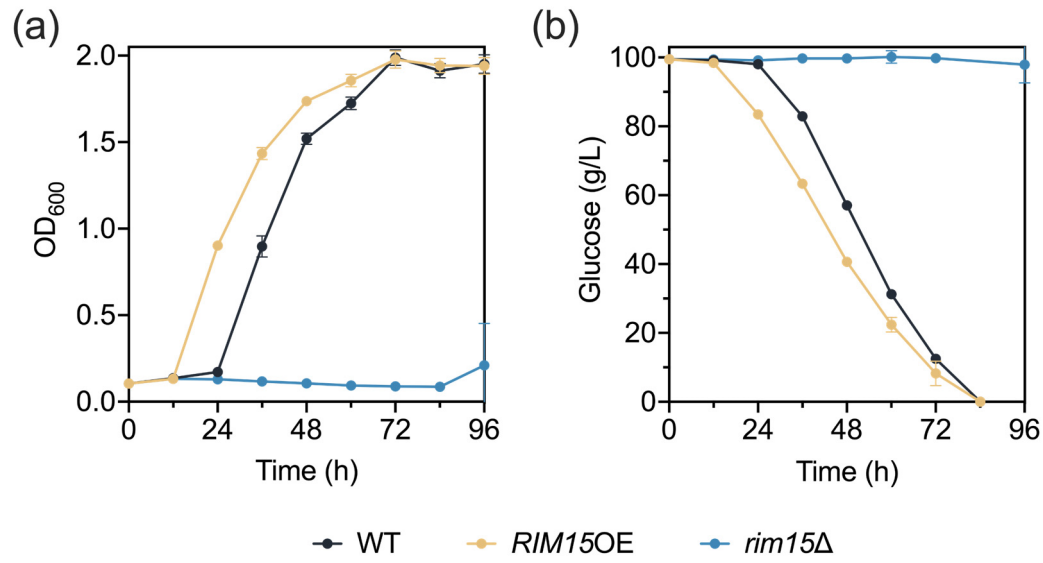 (a)
2.0
1.5
1.0
0.5
0.0
OD600
0 24 48 72 96
Time (h)
(b)
100
80
60
40
20
0
Glucose (g/L)
0 24 48 72 96
Time (h)
WT RIM15OE rim15Δ